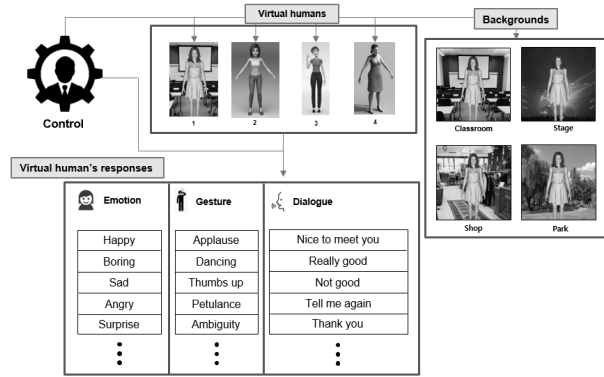 Virtual humans
Backgrounds
Control
1
2
3
4
Classroom
Stage
Shop
Park
Virtual human's responses
Emotion
Gesture
Dialogue
Happy
Applause
Nice to meet you
Boring
Dancing
Really good
Sad
Thumbs up
Not good
Angry
Petulance
Tell me again
Surprise
Ambiguity
Thank you